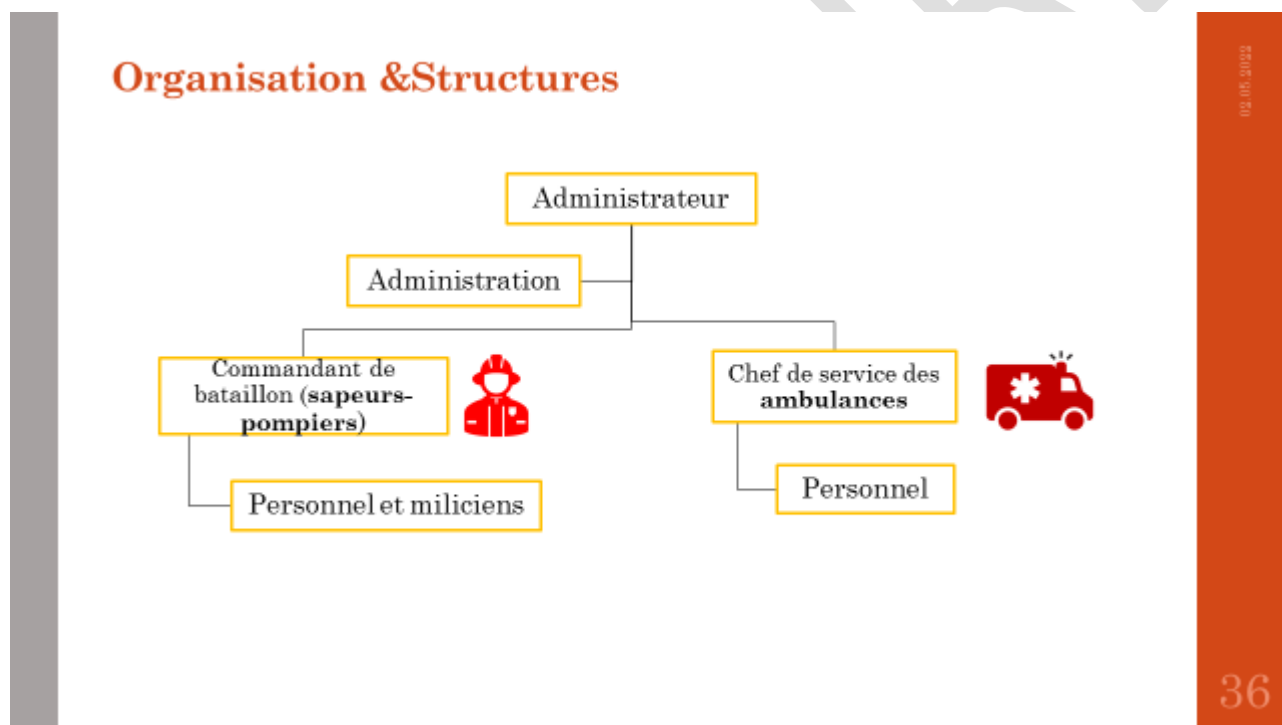 Organisation &Structures
02.05.2022
Administrateur
Administration
Commandant de
bataillon (sapeurs-
pompiers)
Chef de service des
ambulances
Personnel et miliciens
Personnel
36